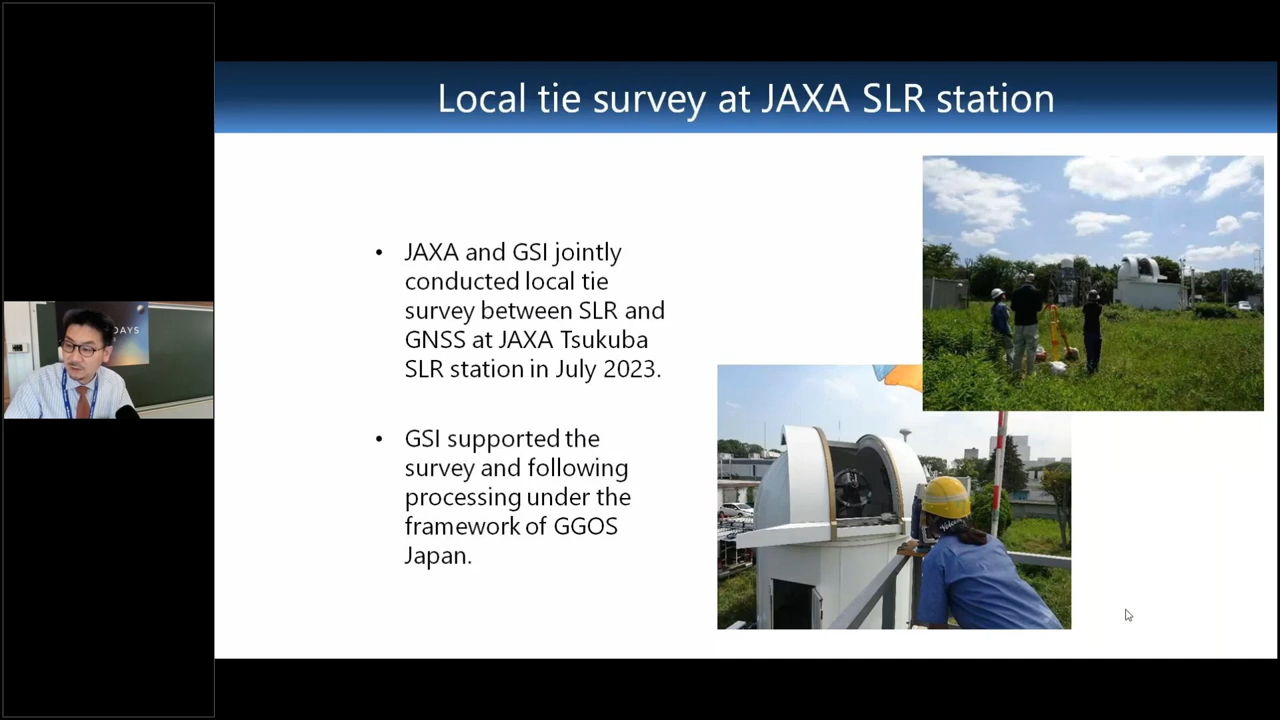 Local tie survey at JAXA SLR station
• JAXA and GSI jointly
conducted local tie
survey between SLR and
GNSS at JAXA Tsukuba
SLR station in July 2023.
• GSI supported the
survey and following
processing under the
framework of GGOS
Japan.
DAYS